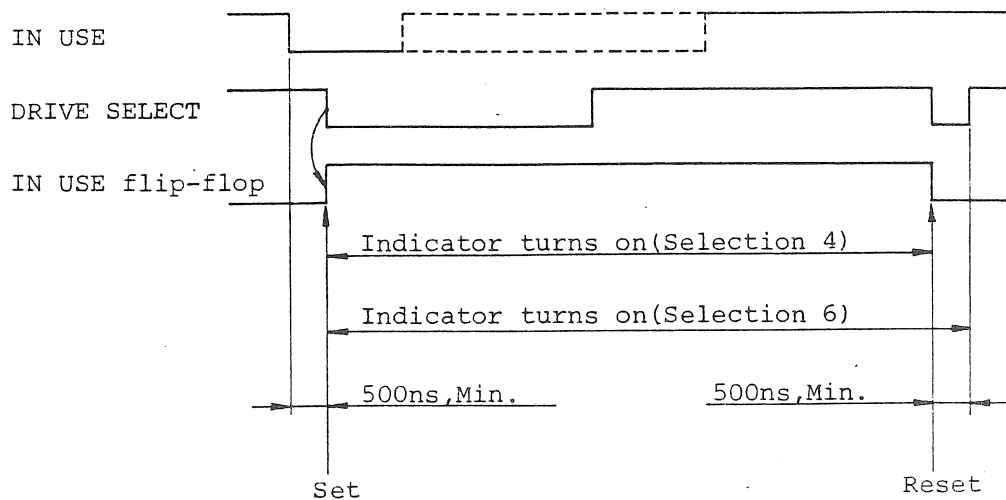 IN USE
DRIVE SELECT
IN USE flip-flop
Indicator turns on(Selection 4)
Indicator turns on(Selection 6)
500ns,Min.
500ns,Min.
Set
Reset